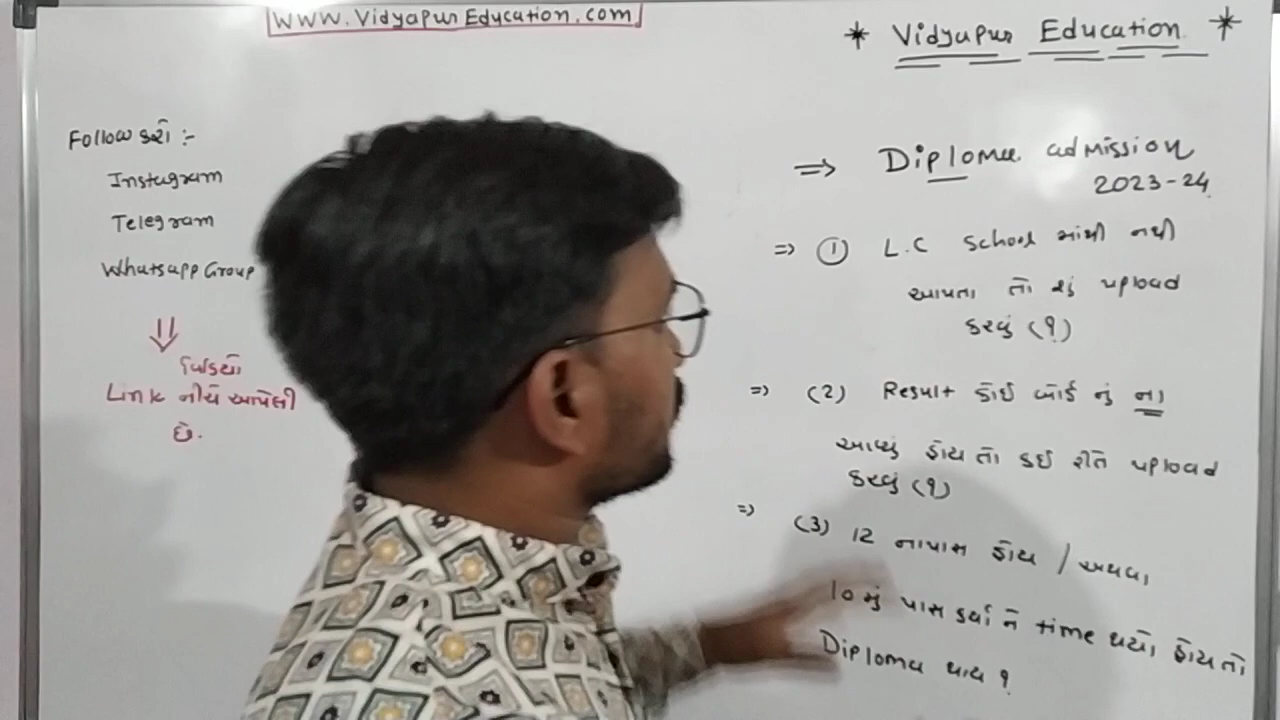 www.VidyapurEducation.com
* Vidyapur Education *
Follow કરો :-
Instagram
Telegram
Whatsapp Group
⇓
વિડિયો
Link નીચે આપેલી
છે.
⇒ Diploma admission
2023-24
⇒ ① L.C School માંથી નથી
આપતા તો શું upload
કરવું (?)
⇒ (2) Result કોઈ બોર્ડ નું ના
આવ્યું હોય તો કઈ રીતે upload
કરવું (?)
⇒ (3) 12 નાપાસ હોય / અથવા
10 મું પાસ કર્યા ને time થયો હોય તો
Diploma થાય ?